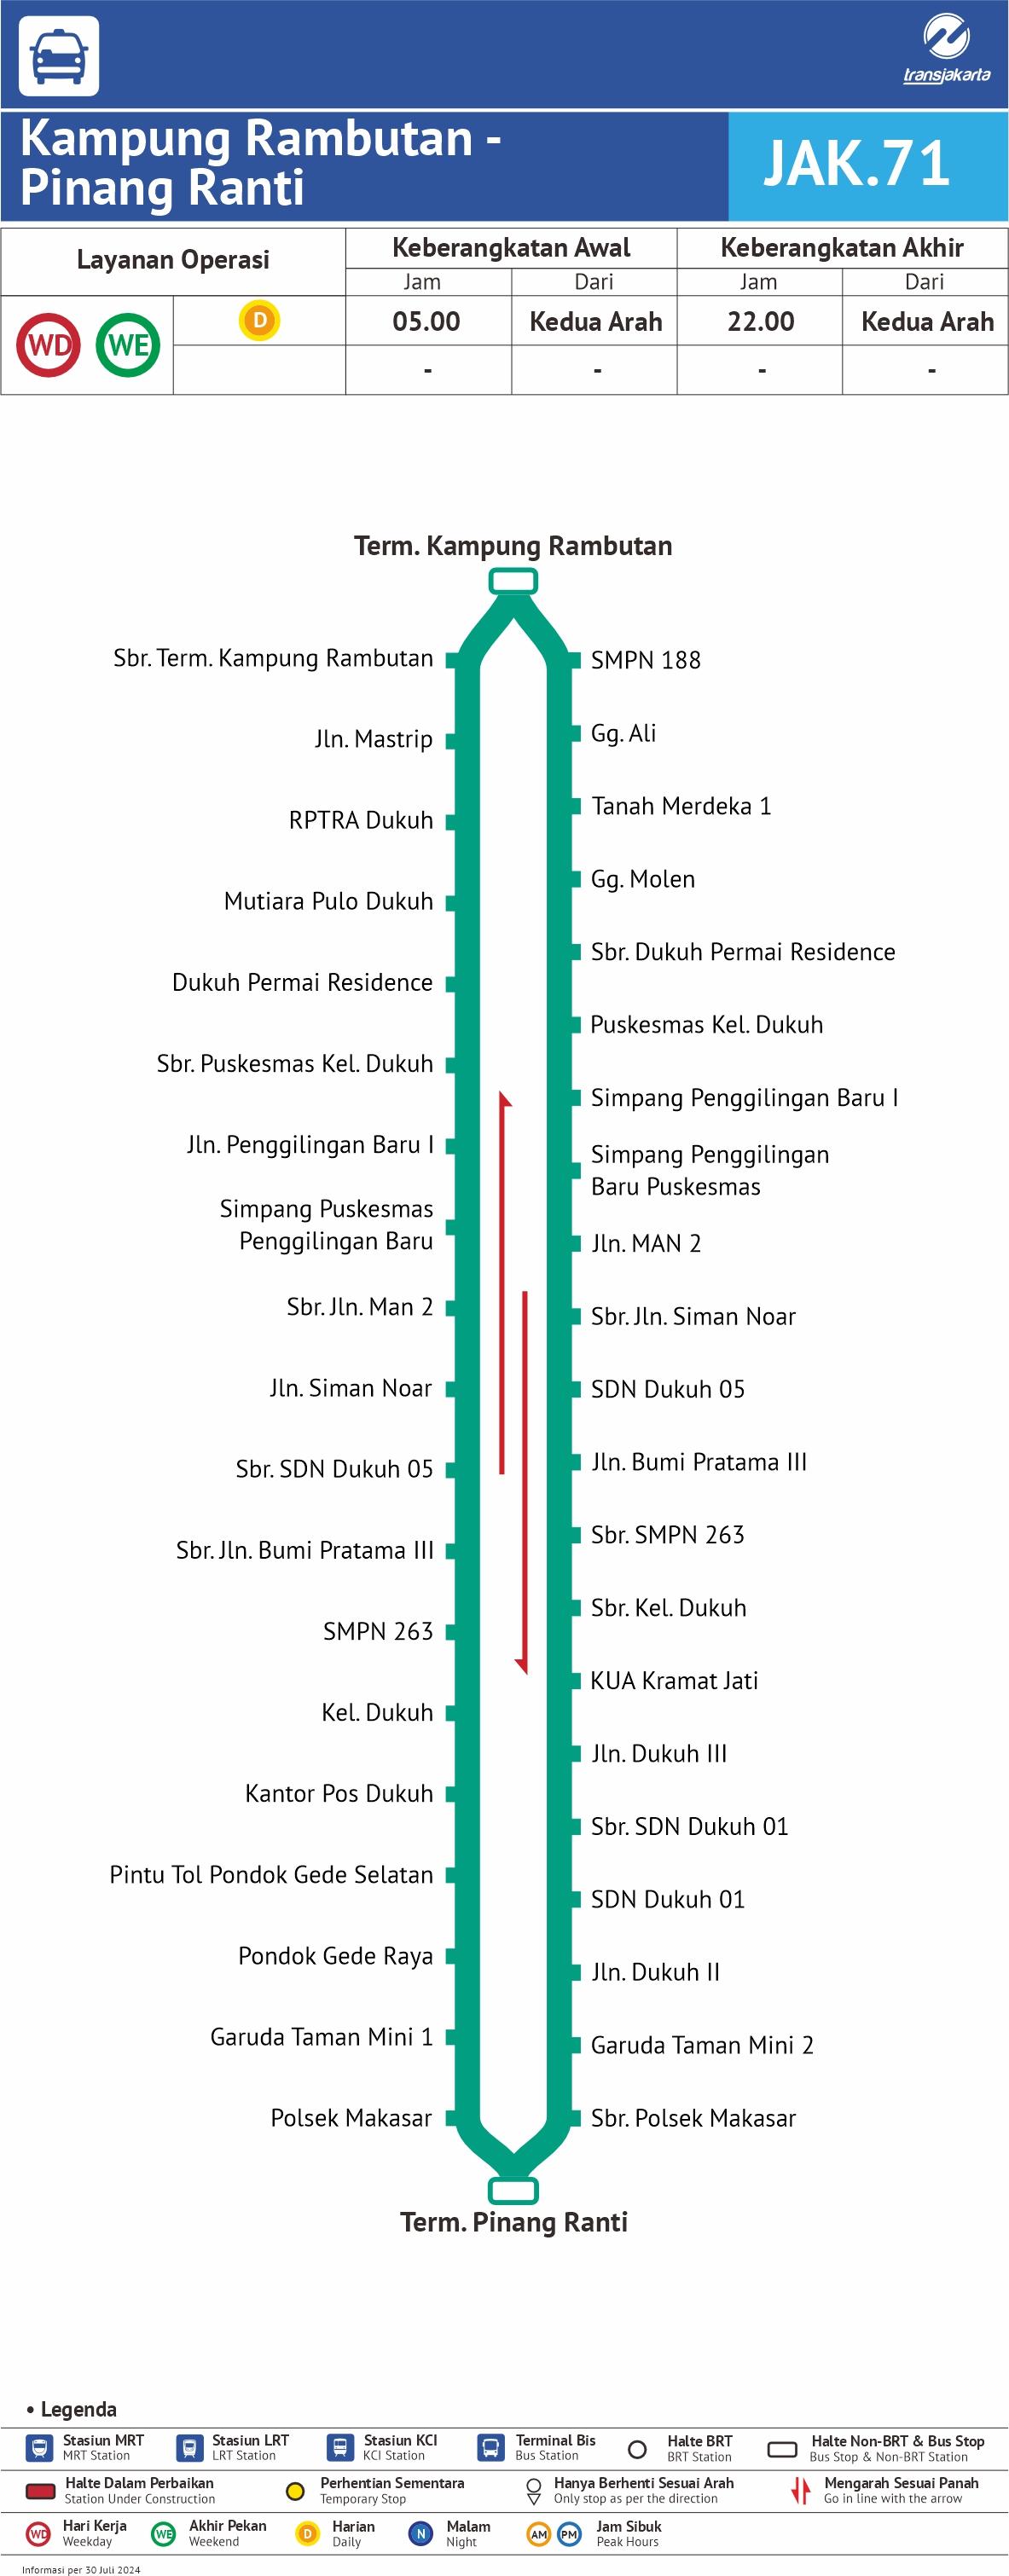 transjakarta
Kampung Rambutan -
Pinang Ranti
JAK.71
Layanan Operasi
Keberangkatan Awal
Keberangkatan Akhir
Jam
Dari
Jam
Dari
WD
WE
D
05.00
Kedua Arah
22.00
Kedua Arah
-
-
-
-
Term. Kampung Rambutan
Sbr. Term. Kampung Rambutan
Jln. Mastrip
RPTRA Dukuh
Mutiara Pulo Dukuh
Dukuh Permai Residence
Sbr. Puskesmas Kel. Dukuh
Jln. Penggilingan Baru I
Simpang Puskesmas
Penggilingan Baru
Sbr. Jln. Man 2
Jln. Siman Noar
Sbr. SDN Dukuh 05
Sbr. Jln. Bumi Pratama III
SMPN 263
Kel. Dukuh
Kantor Pos Dukuh
Pintu Tol Pondok Gede Selatan
Pondok Gede Raya
Garuda Taman Mini 1
Polsek Makasar
SMPN 188
Gg. Ali
Tanah Merdeka 1
Gg. Molen
Sbr. Dukuh Permai Residence
Puskesmas Kel. Dukuh
Simpang Penggilingan Baru I
Simpang Penggilingan
Baru Puskesmas
Jln. MAN 2
Sbr. Jln. Siman Noar
SDN Dukuh 05
Jln. Bumi Pratama III
Sbr. SMPN 263
Sbr. Kel. Dukuh
KUA Kramat Jati
Jln. Dukuh III
Sbr. SDN Dukuh 01
SDN Dukuh 01
Jln. Dukuh II
Garuda Taman Mini 2
Sbr. Polsek Makasar
Term. Pinang Ranti
• Legenda
Stasiun MRT
MRT Station
Stasiun LRT
LRT Station
Stasiun KCI
KCI Station
Terminal Bis
Bus Station
Halte BRT
BRT Station
Halte Non-BRT & Bus Stop
Bus Stop & Non-BRT Station
Halte Dalam Perbaikan
Station Under Construction
Perhentian Sementara
Temporary Stop
Hanya Berhenti Sesuai Arah
Only stop as per the direction
Mengarah Sesuai Panah
Go in line with the arrow
WD
Hari Kerja
Weekday
WE
Akhir Pekan
Weekend
D
Harian
Daily
N
Malam
Night
AM
PM
Jam Sibuk
Peak Hours
Informasi per 30 Juli 2024